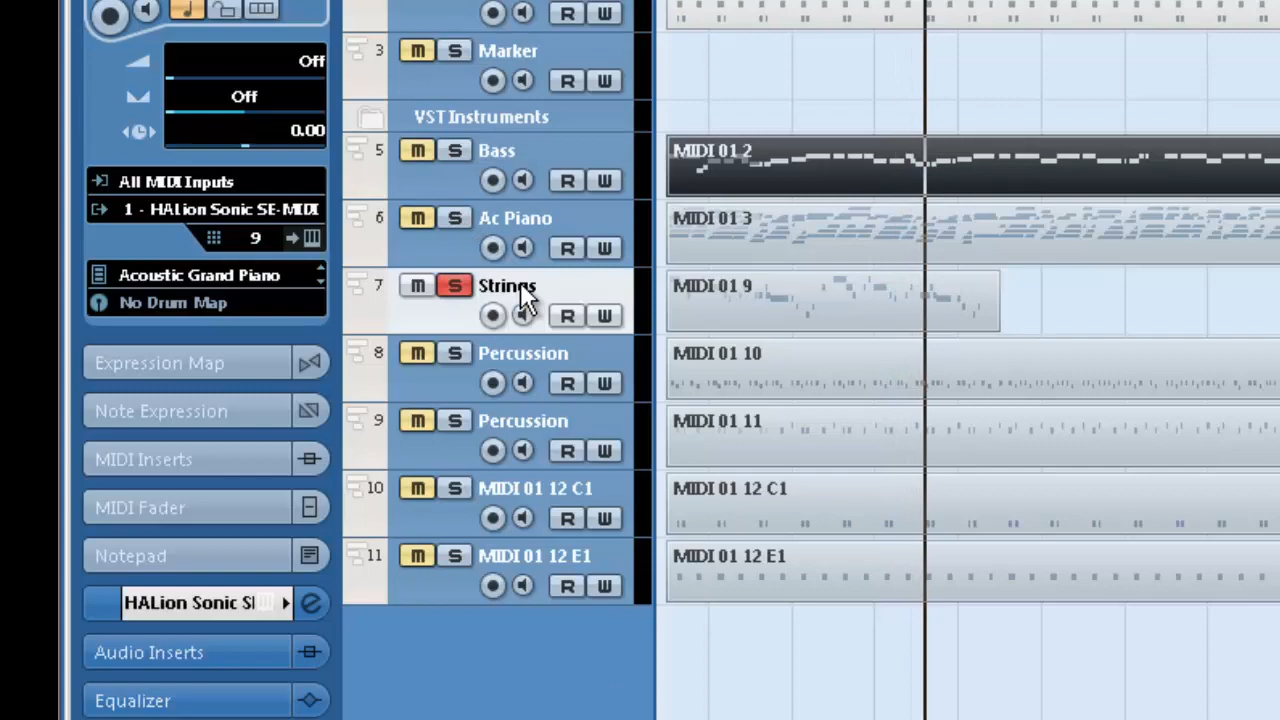 R W
Off
3 M S Marker
Off
R W
0.00
VST Instruments
5 M S Bass
MIDI 01 2
All MIDI Inputs
R W
1 - HALion Sonic SE-MIDI
6 M S Ac Piano
MIDI 01 3
9
R W
Acoustic Grand Piano
7 M S Strings
MIDI 01 9
No Drum Map
R W
8 M S Percussion
MIDI 01 10
Expression Map
R W
Note Expression
9 M S Percussion
MIDI 01 11
MIDI Inserts
R W
10 M S MIDI 01 12 C1
MIDI 01 12 C1
MIDI Fader
R W
Notepad
11 M S MIDI 01 12 E1
MIDI 01 12 E1
R W
HALion Sonic SI
Audio Inserts
Equalizer